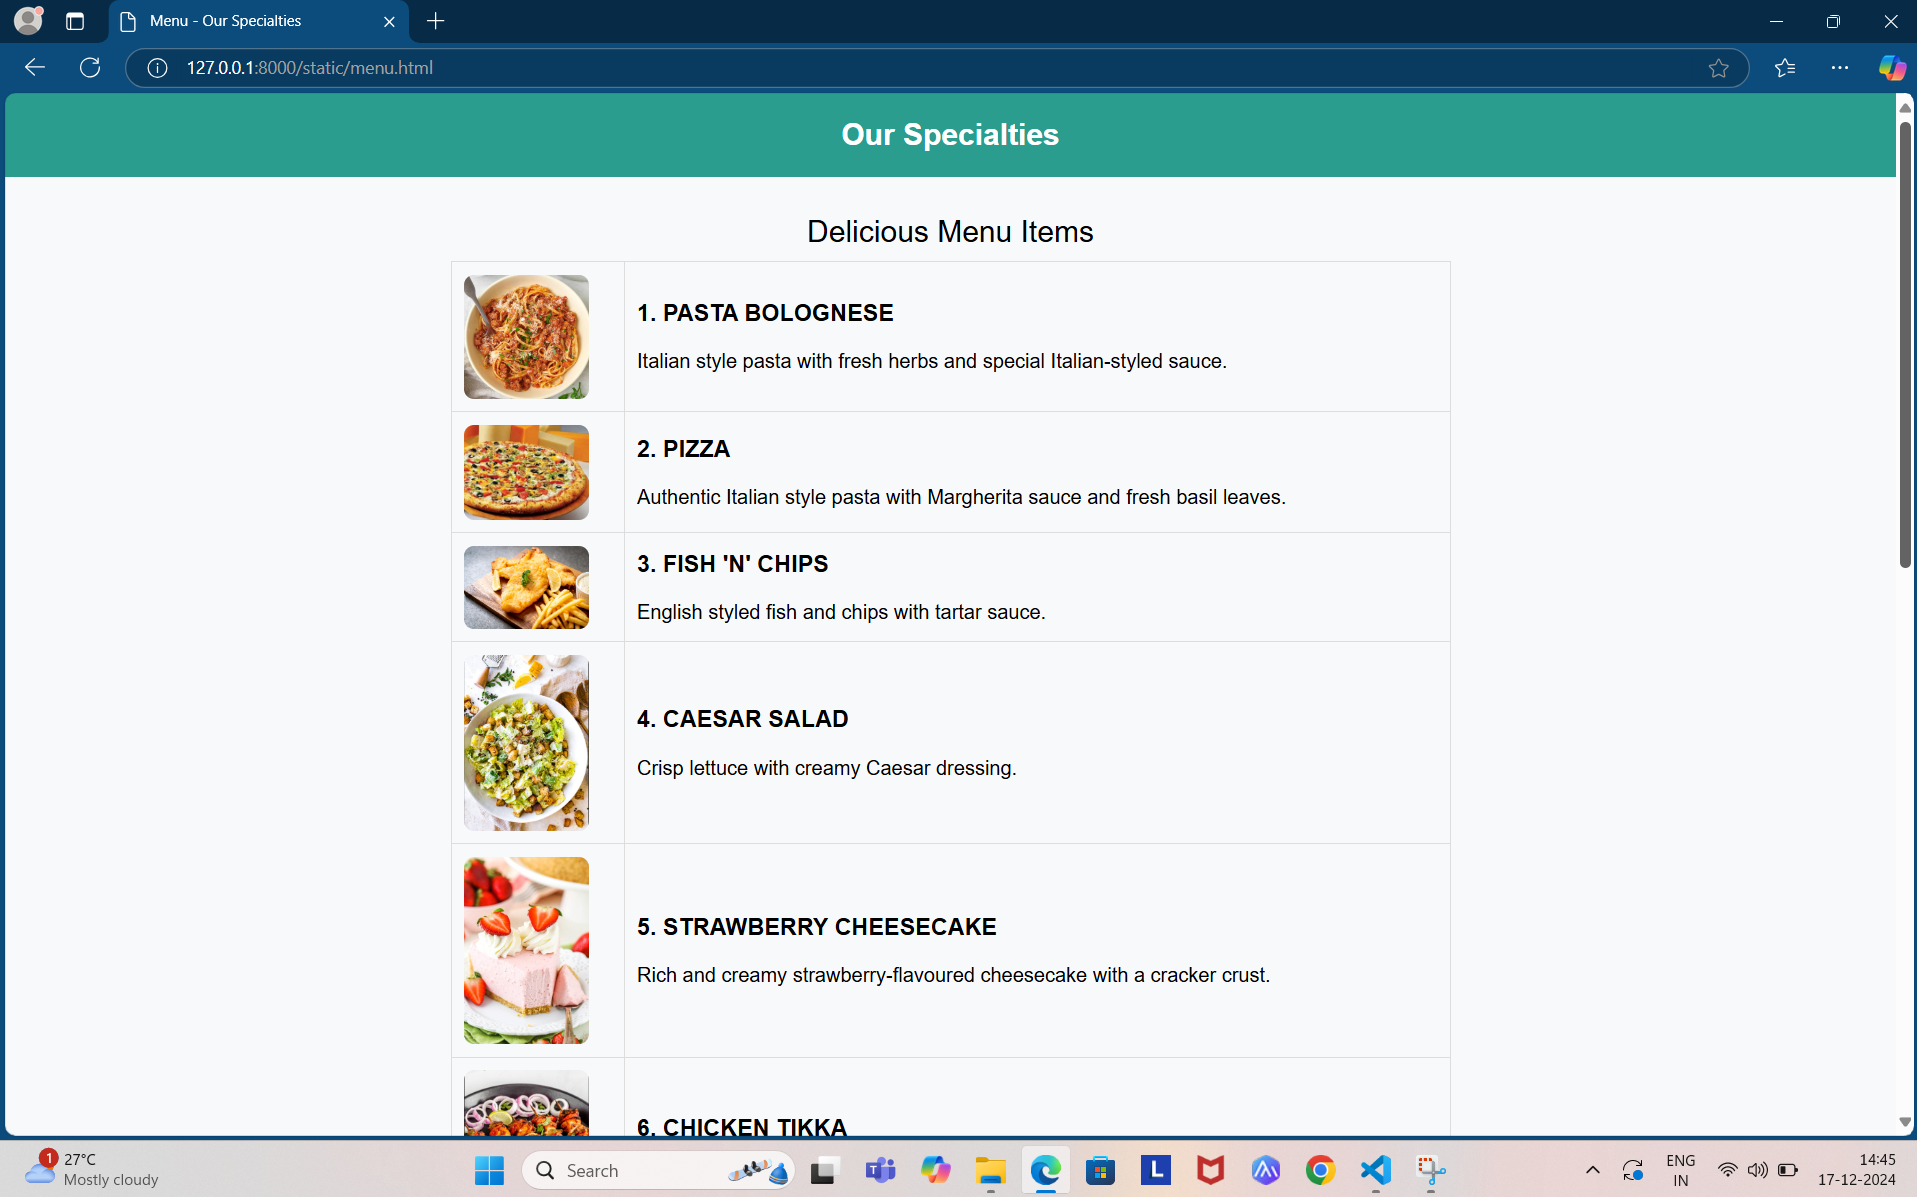 Menu - Our Specialties
127.0.0.1:8000/static/menu.html
Our Specialties
Delicious Menu Items
1. PASTA BOLOGNESE
Italian style pasta with fresh herbs and special Italian-styled sauce.
2. PIZZA
Authentic Italian style pasta with Margherita sauce and fresh basil leaves.
3. FISH 'N' CHIPS
English styled fish and chips with tartar sauce.
4. CAESAR SALAD
Crisp lettuce with creamy Caesar dressing.
5. STRAWBERRY CHEESECAKE
Rich and creamy strawberry-flavoured cheesecake with a cracker crust.
6. CHICKEN TIKKA
1
27°C
Mostly cloudy
Search
L
ENG
IN
14:45
17-12-2024